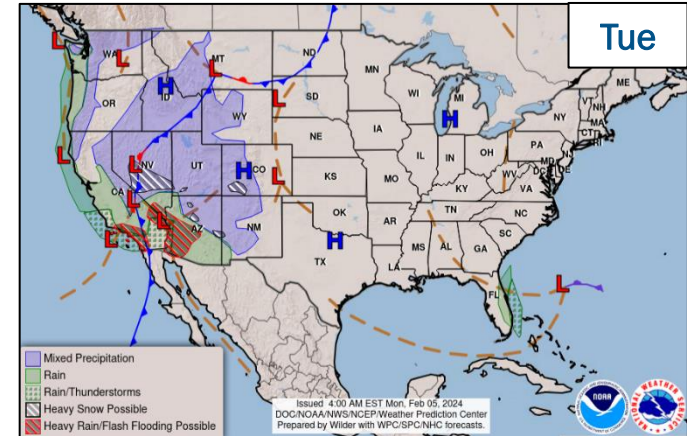 Tue
WA
MT
ND
MN
ME
OR
ID
SD
WI
MI
VT
NH
NY
MA
CT
RI
WY
NE
IA
PA
NJ
NV
UT
CO
IL
IN
OH
MD
DC
DE
WV
VA
KS
MO
KY
CA
AZ
NM
OK
AR
TN
NC
SC
TX
LA
MS
AL
GA
FL
H
H
H
H
L
L
L
L
L
L
L
L
L
L
L
Mixed Precipitation
Rain
Rain/Thunderstorms
Heavy Snow Possible
Heavy Rain/Flash Flooding Possible
Issued 4:00 AM EST Mon, Feb 05, 2024
DOC/NOAA/NWS/NCEP/Weather Prediction Center
Prepared by Wilder with WPC/SPC/NHC forecasts.
NOAA
NATIONAL WEATHER SERVICE